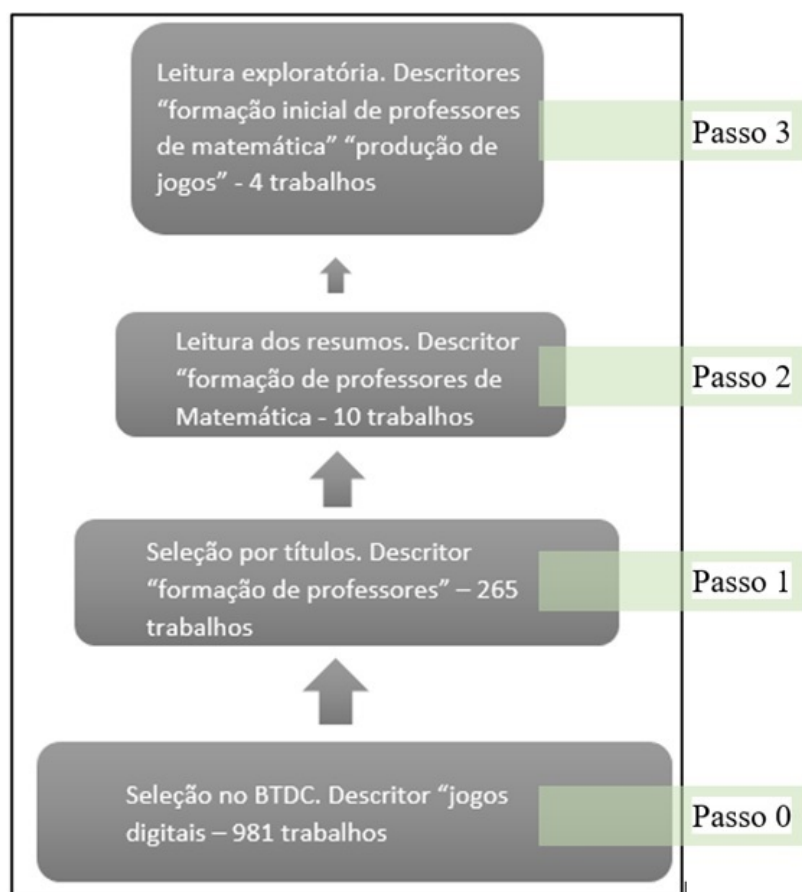 Leitura exploratória. Descritores
“formação inicial de professores
de matemática” “produção de
jogos” - 4 trabalhos
Passo 3
Leitura dos resumos. Descritor
“formação de professores de
Matemática - 10 trabalhos
Passo 2
Seleção por títulos. Descritor
“formação de professores” – 265
trabalhos
Passo 1
Seleção no BTDC. Descritor “jogos
digitais – 981 trabalhos
Passo 0